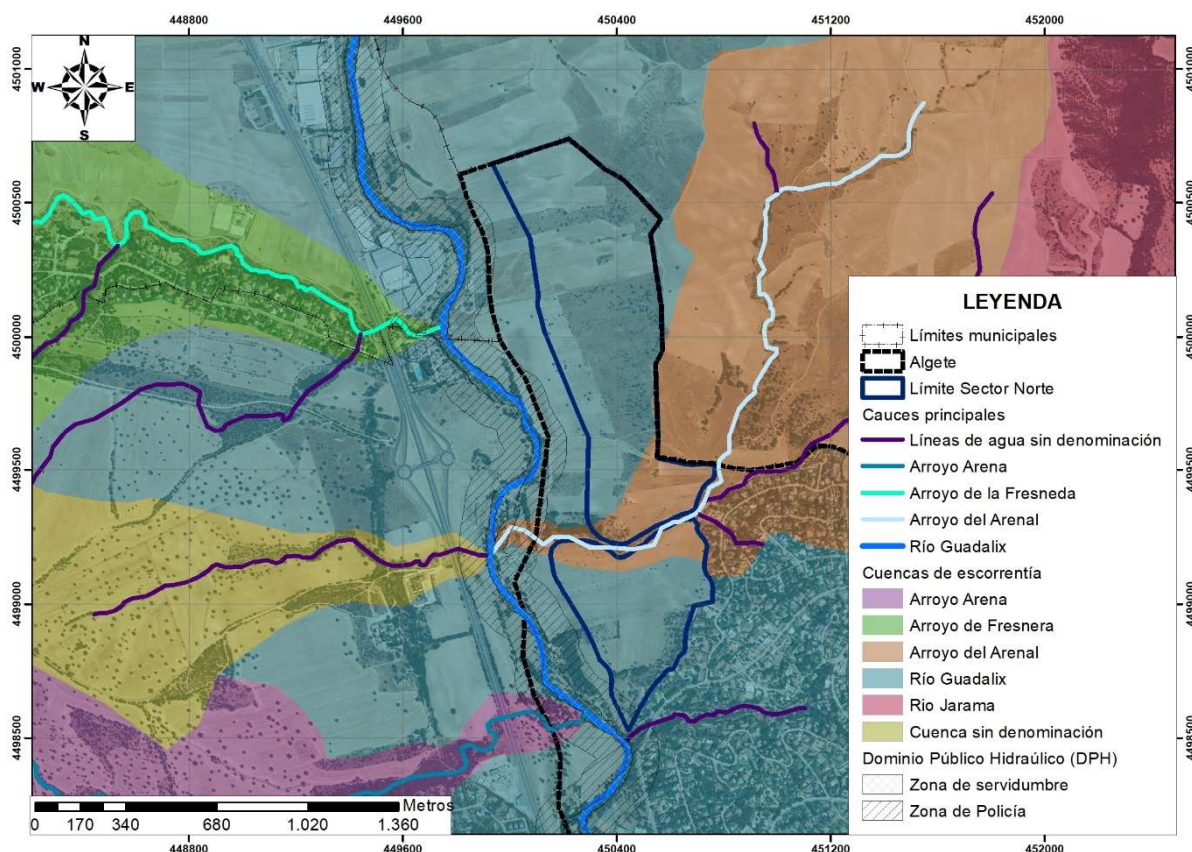 448800 449600 450400 451200 452000
N
W E
S
4501000 4501000
4500500 4500500
4500000 4500000
4499500 4499500
4499000 4499000
4498500 4498500
LEYENDA
Límites municipales
Algete
Límite Sector Norte
Cauces principales
Líneas de agua sin denominación
Arroyo Arena
Arroyo de la Fresneda
Arroyo del Arenal
Río Guadalix
Cuencas de escorrentía
Arroyo Arena
Arroyo de Fresnera
Arroyo del Arenal
Río Guadalix
Rio Jarama
Cuenca sin denominación
Dominio Público Hidraúlico (DPH)
Zona de servidumbre
Zona de Policía
Metros
0 170 340 680 1.020 1.360
448800 449600 450400 451200 452000